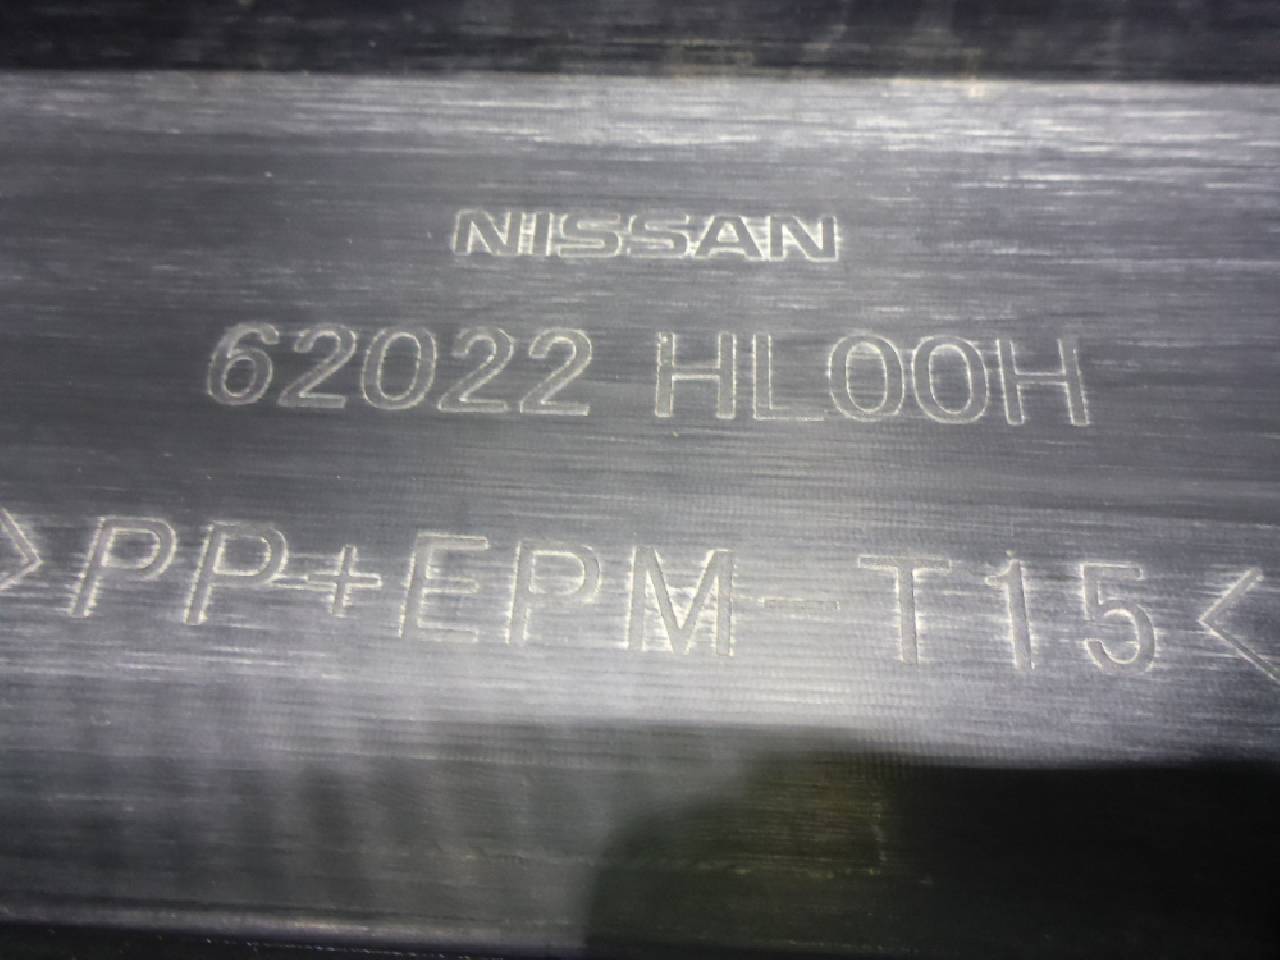 NISSAN
62022 HL00H
>PP+EPM-T15<